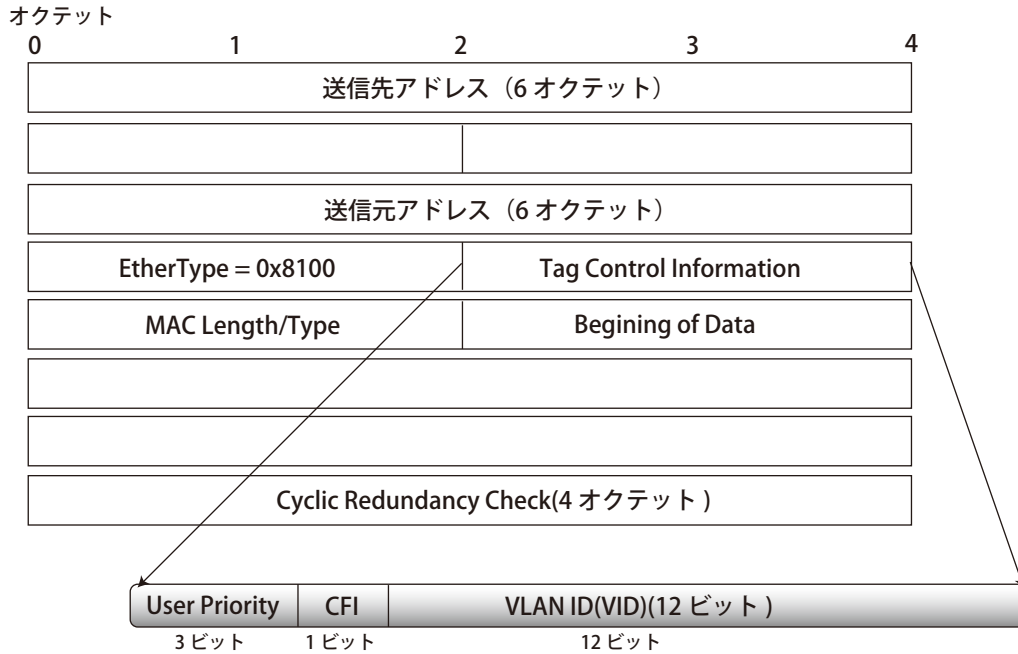 オクテット
0 1 2 3 4
送信先アドレス（6 オクテット）
送信元アドレス（6 オクテット）
EtherType = 0x8100 Tag Control Information
MAC Length/Type Begining of Data
Cyclic Redundancy Check(4 オクテット )
User Priority CFI VLAN ID(VID)(12 ビット )
3 ビット 1 ビット 12 ビット